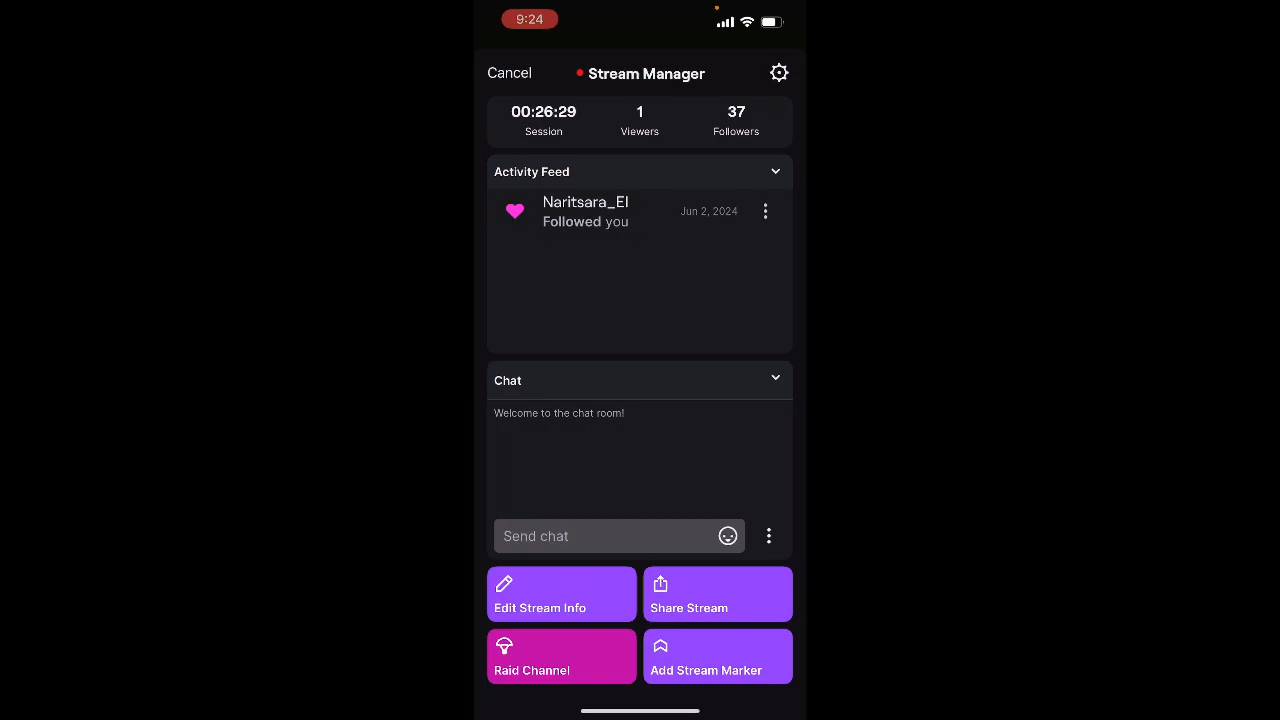 9:24
Cancel
Stream Manager
00:26:29
Session
1
Viewers
37
Followers
Activity Feed
Naritsara_El
Followed you
Jun 2, 2024
Chat
Welcome to the chat room!
Send chat
Edit Stream Info
Share Stream
Raid Channel
Add Stream Marker